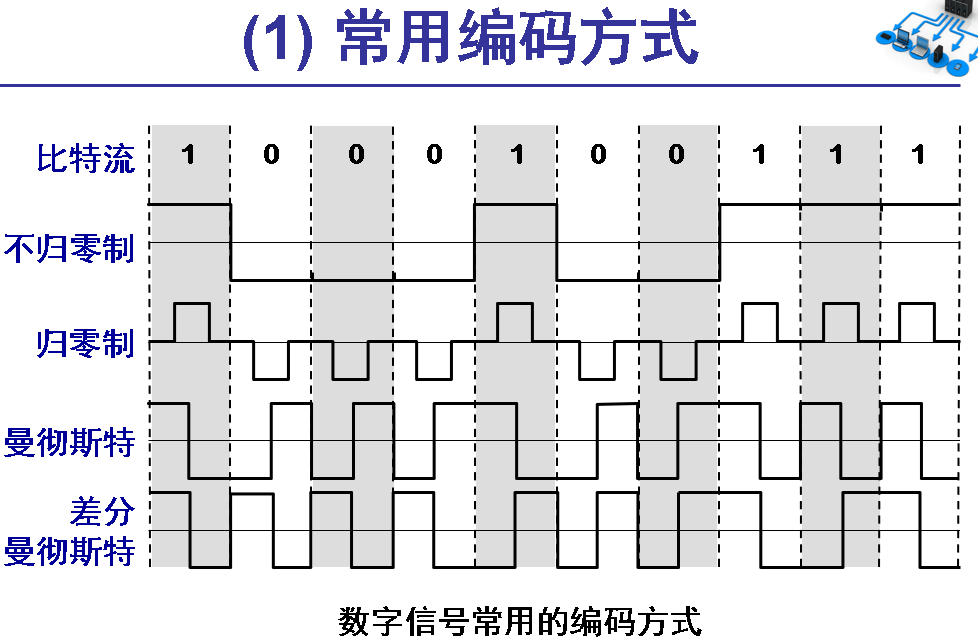 (1) 常用编码方式
比特流 1 0 0 0 1 0 0 1 1 1
不归零制
归零制
曼彻斯特
差分
曼彻斯特
数字信号常用的编码方式